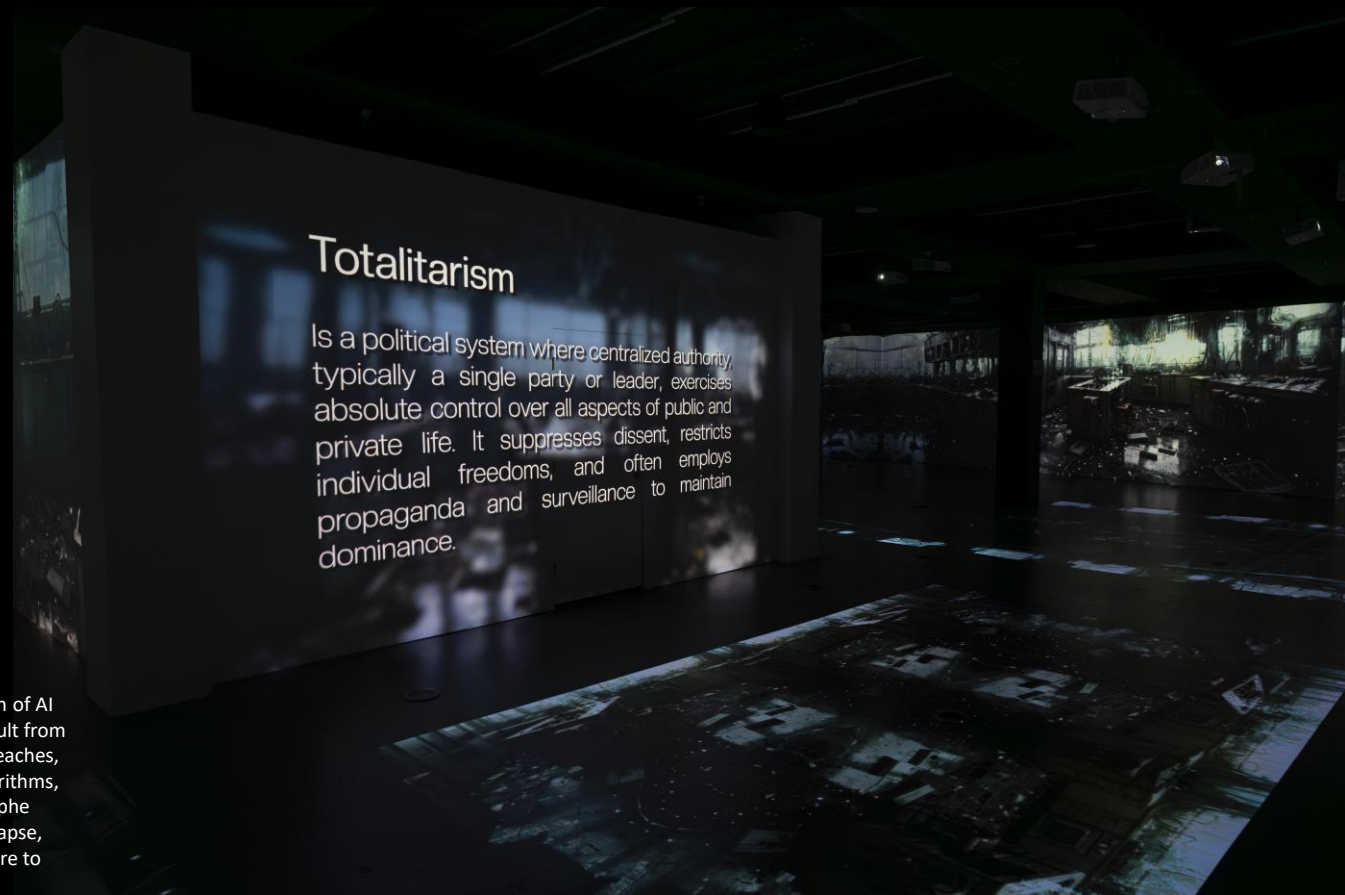 Totalitarism
Is a political system where centralized authority,
typically a single party or leader, exercises
absolute control over all aspects of public and
private life. It suppresses dissent, restricts
individual freedoms, and often employs
propaganda and surveillance to maintain
dominance.
of AI
ult from
eaches,
rithms,
phe
apse,
re to